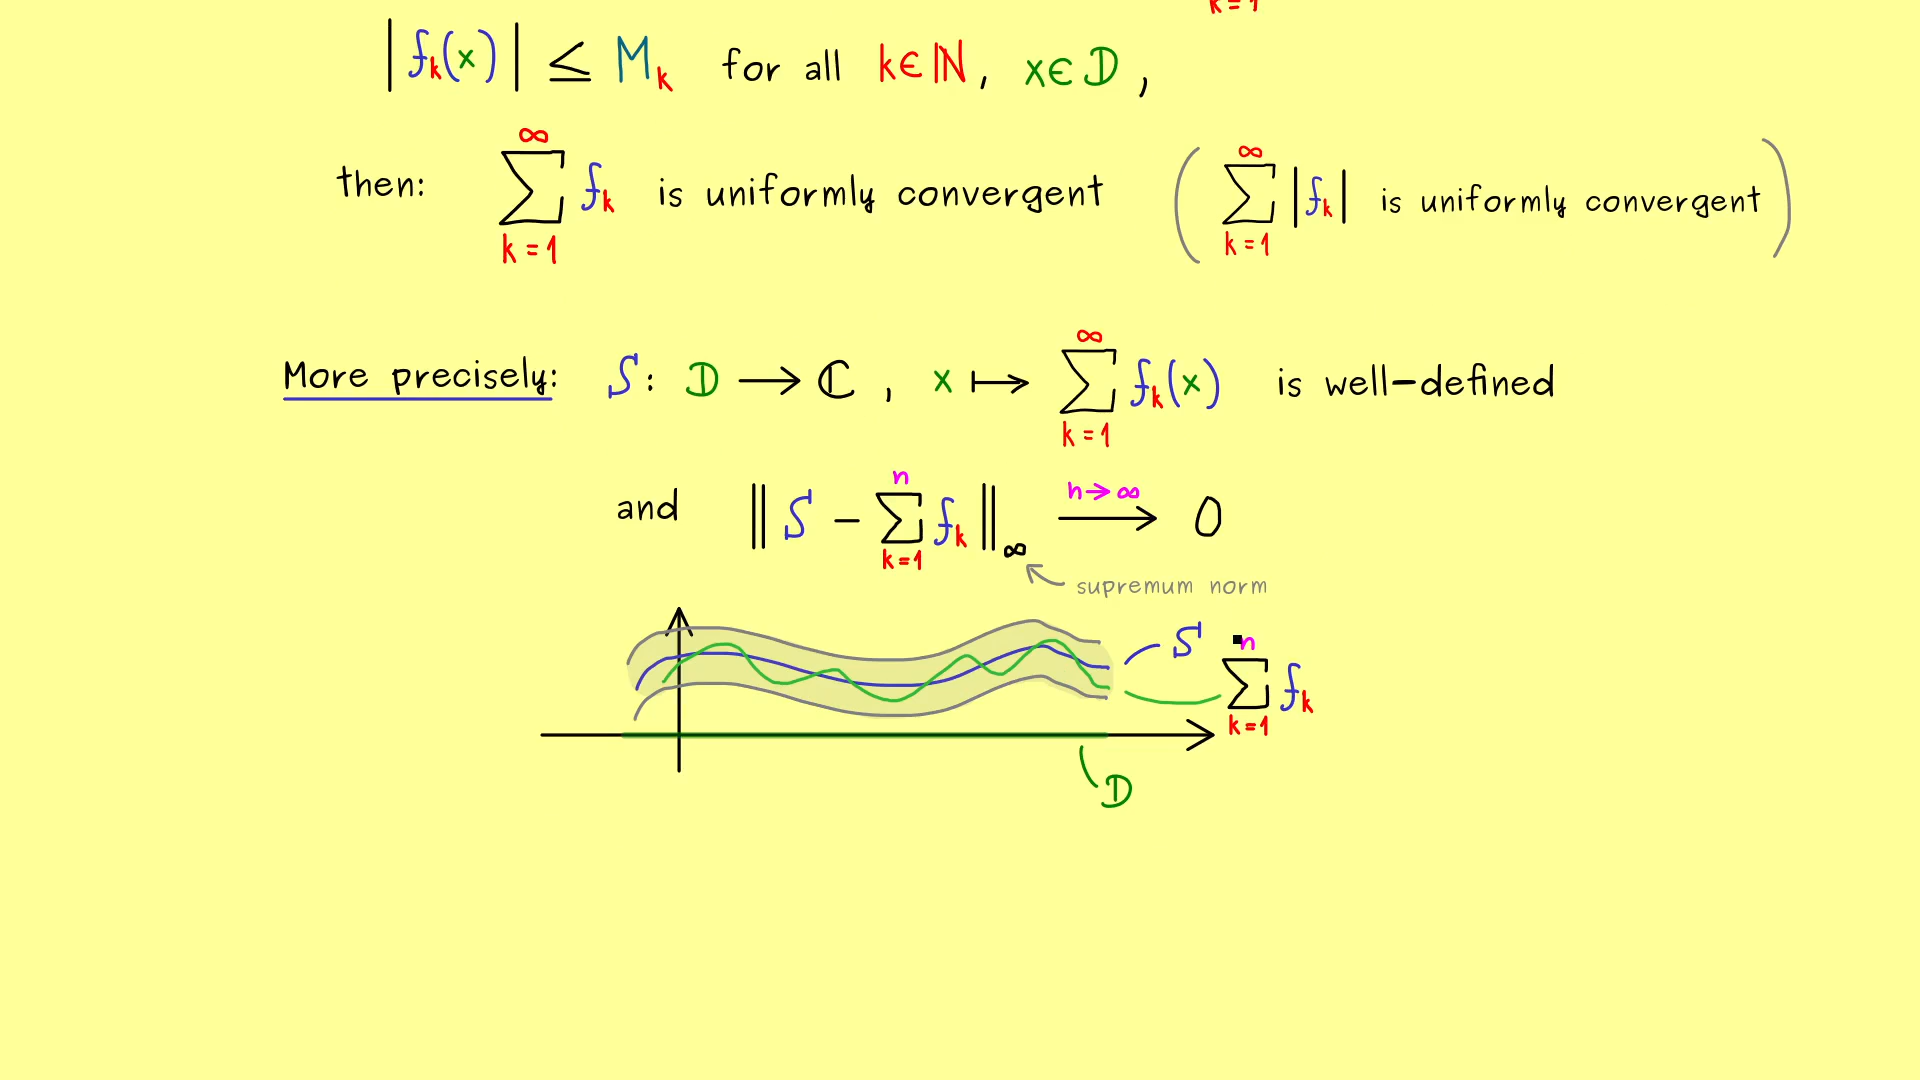 k=1
|f_k(x)| ≤ M_k for all k∈ℕ, x∈D,
then: ∑_{k=1}^{∞} f_k is uniformly convergent ( ∑_{k=1}^{∞} |f_k| is uniformly convergent )
More precisely: S: D ⟶ ℂ, x ⟼ ∑_{k=1}^{∞} f_k(x) is well-defined
and ‖ S − ∑_{k=1}^{n} f_k ‖_∞ ⟶^{n→∞} 0
supremum norm
S
∑_{k=1}^{n} f_k
D